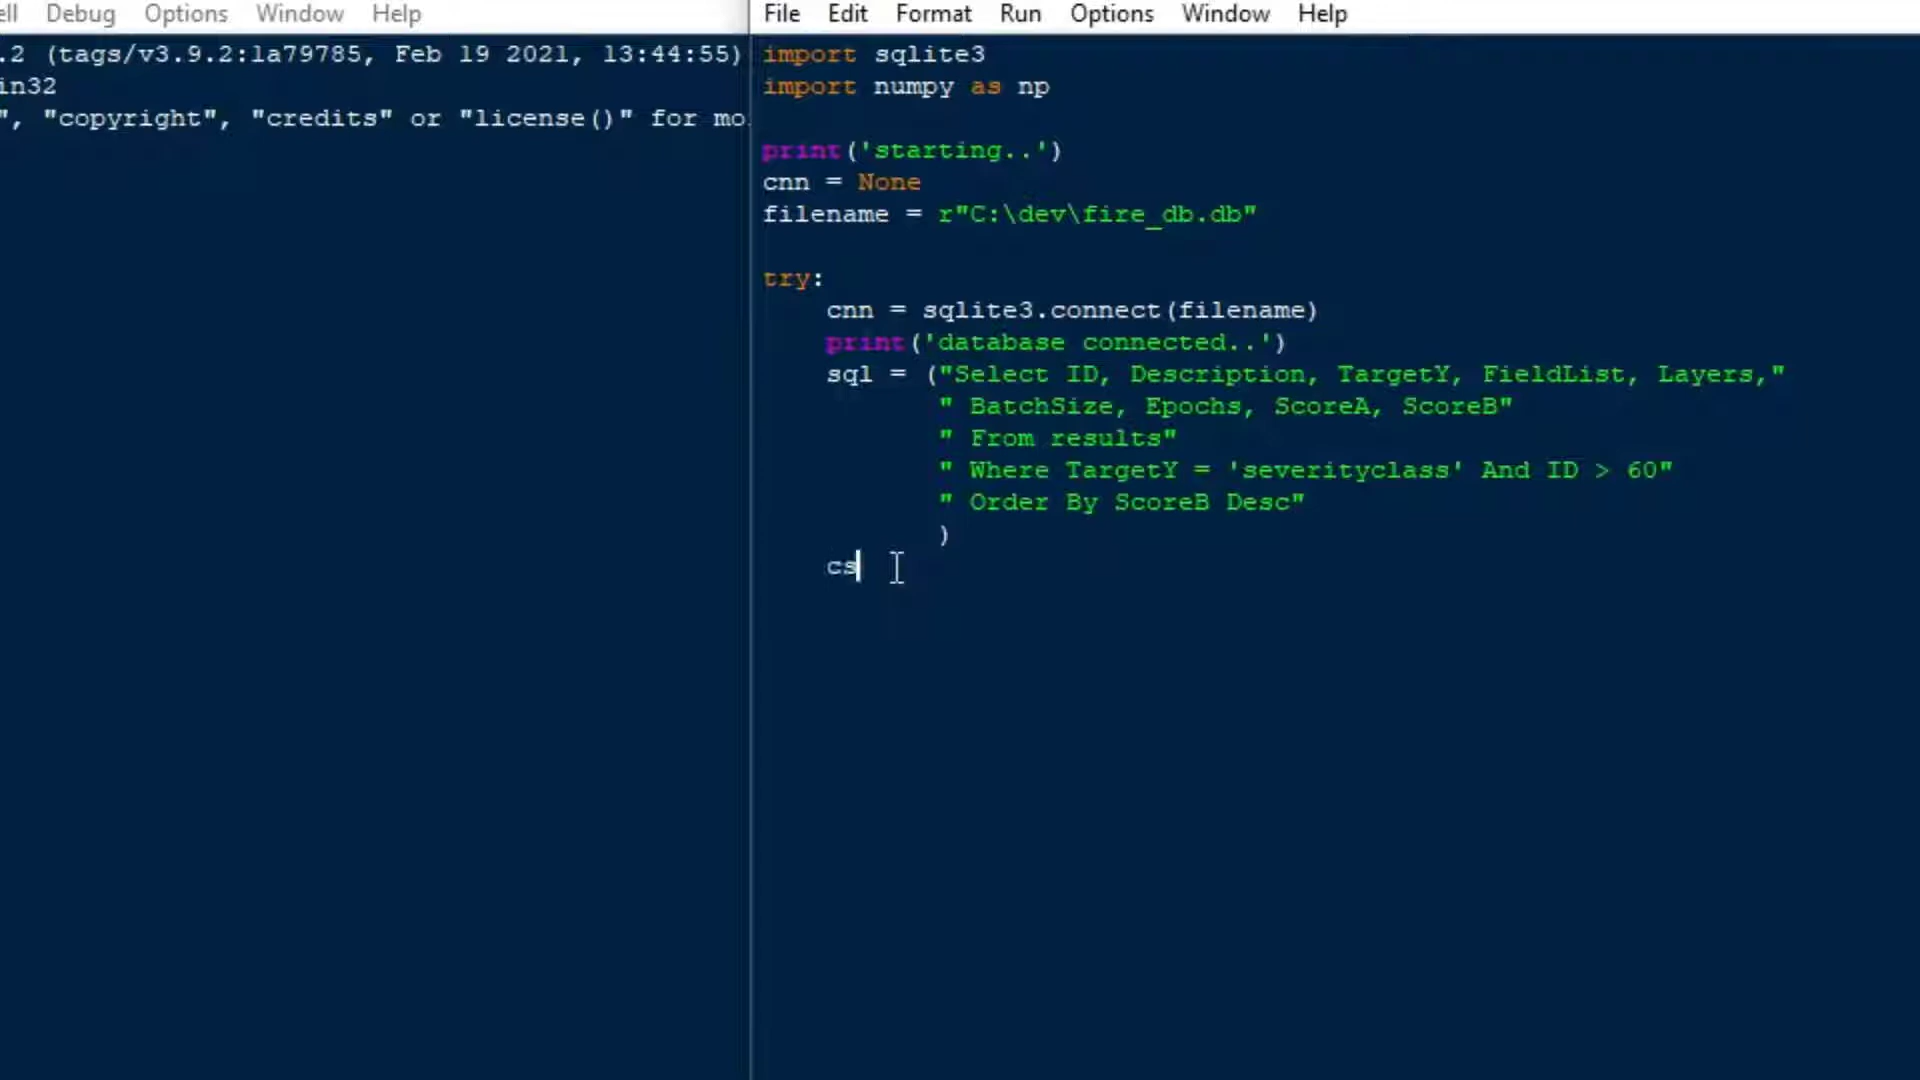 ell Debug Options Window Help
.2 (tags/v3.9.2:1a79785, Feb 19 2021, 13:44:55)
in32
", "copyright", "credits" or "license()" for mo
File Edit Format Run Options Window Help
import sqlite3
import numpy as np
print('starting..')
cnn = None
filename = r"C:\dev\fire_db.db"
try:
    cnn = sqlite3.connect(filename)
    print('database connected..')
    sql = ("Select ID, Description, TargetY, FieldList, Layers,"
           " BatchSize, Epochs, ScoreA, ScoreB"
           " From results"
           " Where TargetY = 'severityclass' And ID > 60"
           " Order By ScoreB Desc"
           )
    cs